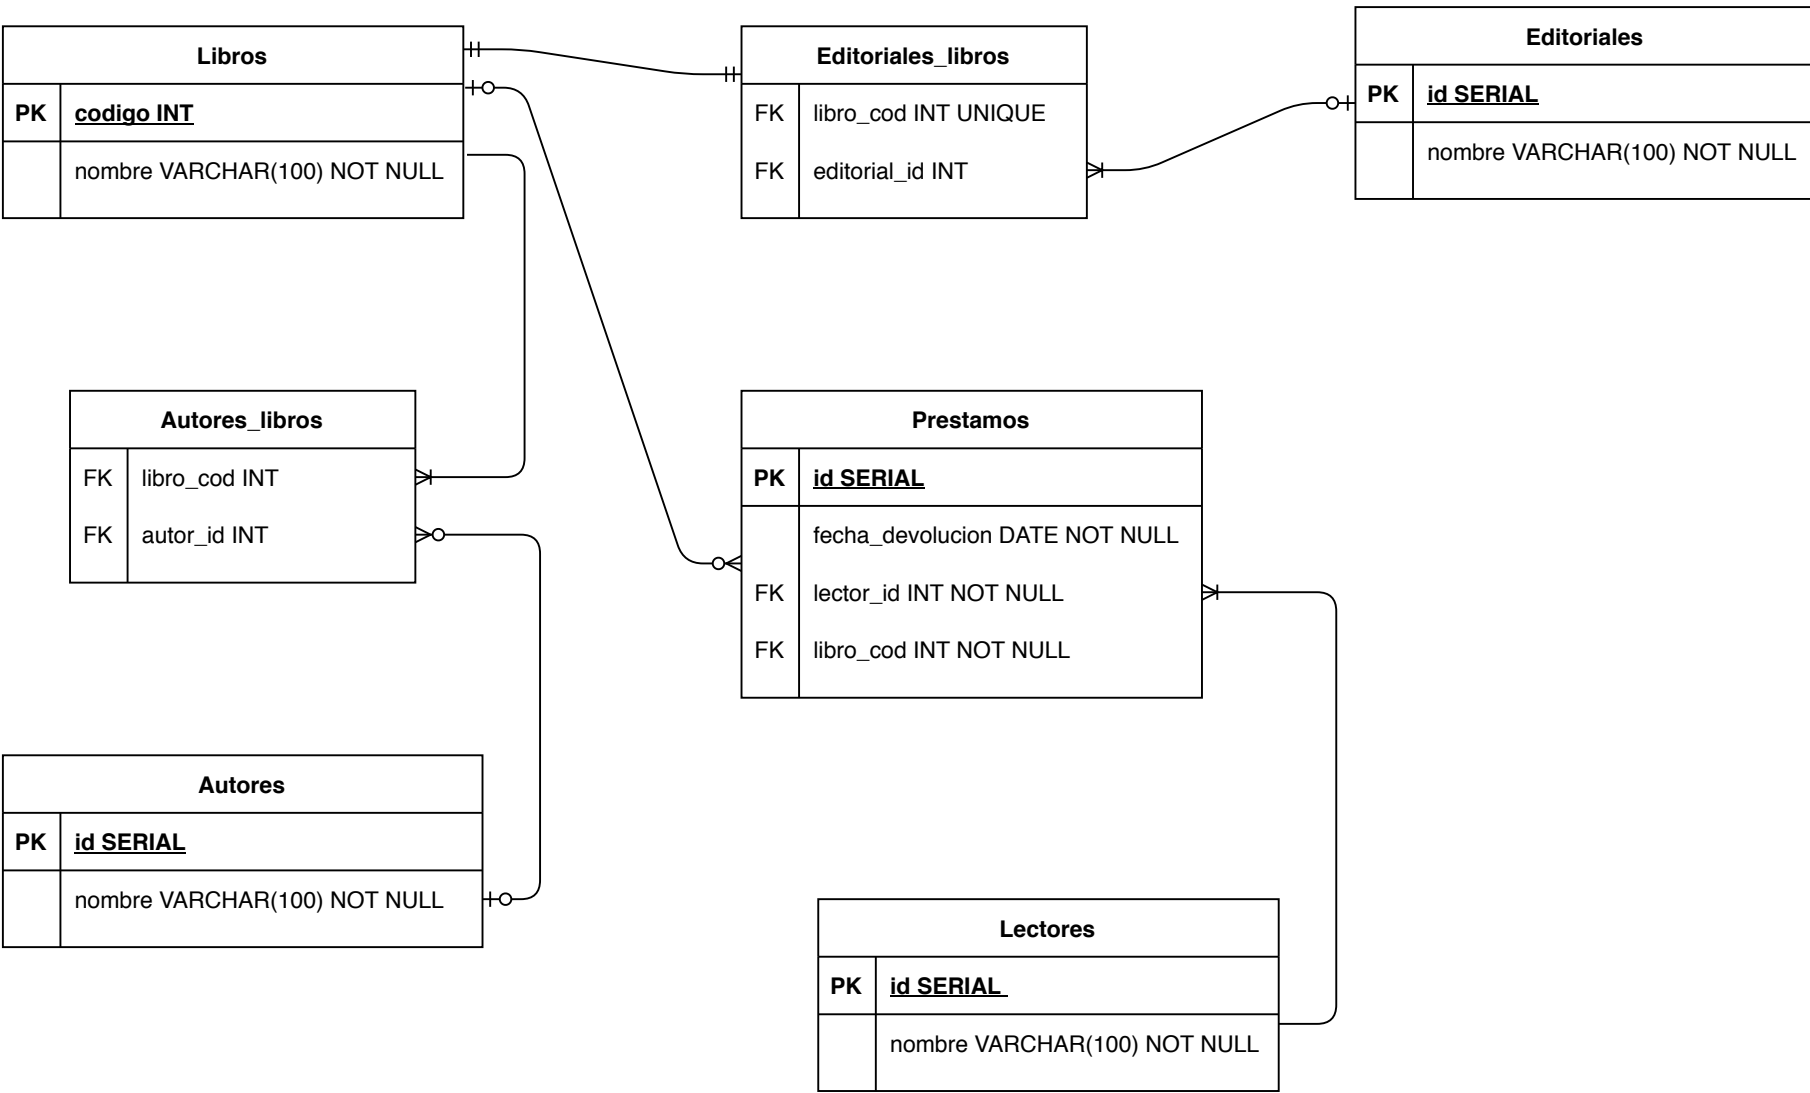 Libros
PK codigo INT
nombre VARCHAR(100) NOT NULL
Editoriales_libros
FK libro_cod INT UNIQUE
FK editorial_id INT
Editoriales
PK id SERIAL
nombre VARCHAR(100) NOT NULL
Autores_libros
FK libro_cod INT
FK autor_id INT
Prestamos
PK id SERIAL
fecha_devolucion DATE NOT NULL
FK lector_id INT NOT NULL
FK libro_cod INT NOT NULL
Autores
PK id SERIAL
nombre VARCHAR(100) NOT NULL
Lectores
PK id SERIAL
nombre VARCHAR(100) NOT NULL